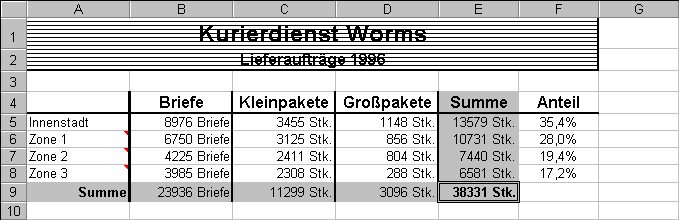 A B C D E F G
1 Kurierdienst Worms
2 Lieferaufträge 1996
3
4 Briefe Kleinpakete Großpakete Summe Anteil
5 Innenstadt 8976 Briefe 3455 Stk. 1148 Stk. 13579 Stk. 35,4%
6 Zone 1 6750 Briefe 3125 Stk. 856 Stk. 10731 Stk. 28,0%
7 Zone 2 4225 Briefe 2411 Stk. 804 Stk. 7440 Stk. 19,4%
8 Zone 3 3985 Briefe 2308 Stk. 288 Stk. 6581 Stk. 17,2%
9 Summe 23936 Briefe 11299 Stk. 3096 Stk. 38331 Stk.
10